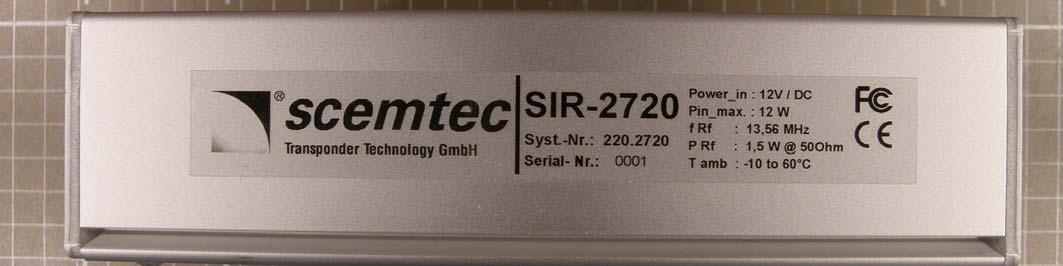 ® scemtec
Transponder Technology GmbH
SIR-2720
Syst.-Nr.: 220.2720
Serial- Nr.: 0001
Power_in : 12V / DC
Pin_max. : 12 W
f Rf : 13,56 MHz
P Rf : 1,5 W @ 50Ohm
T amb : -10 to 60°C
FC
CE